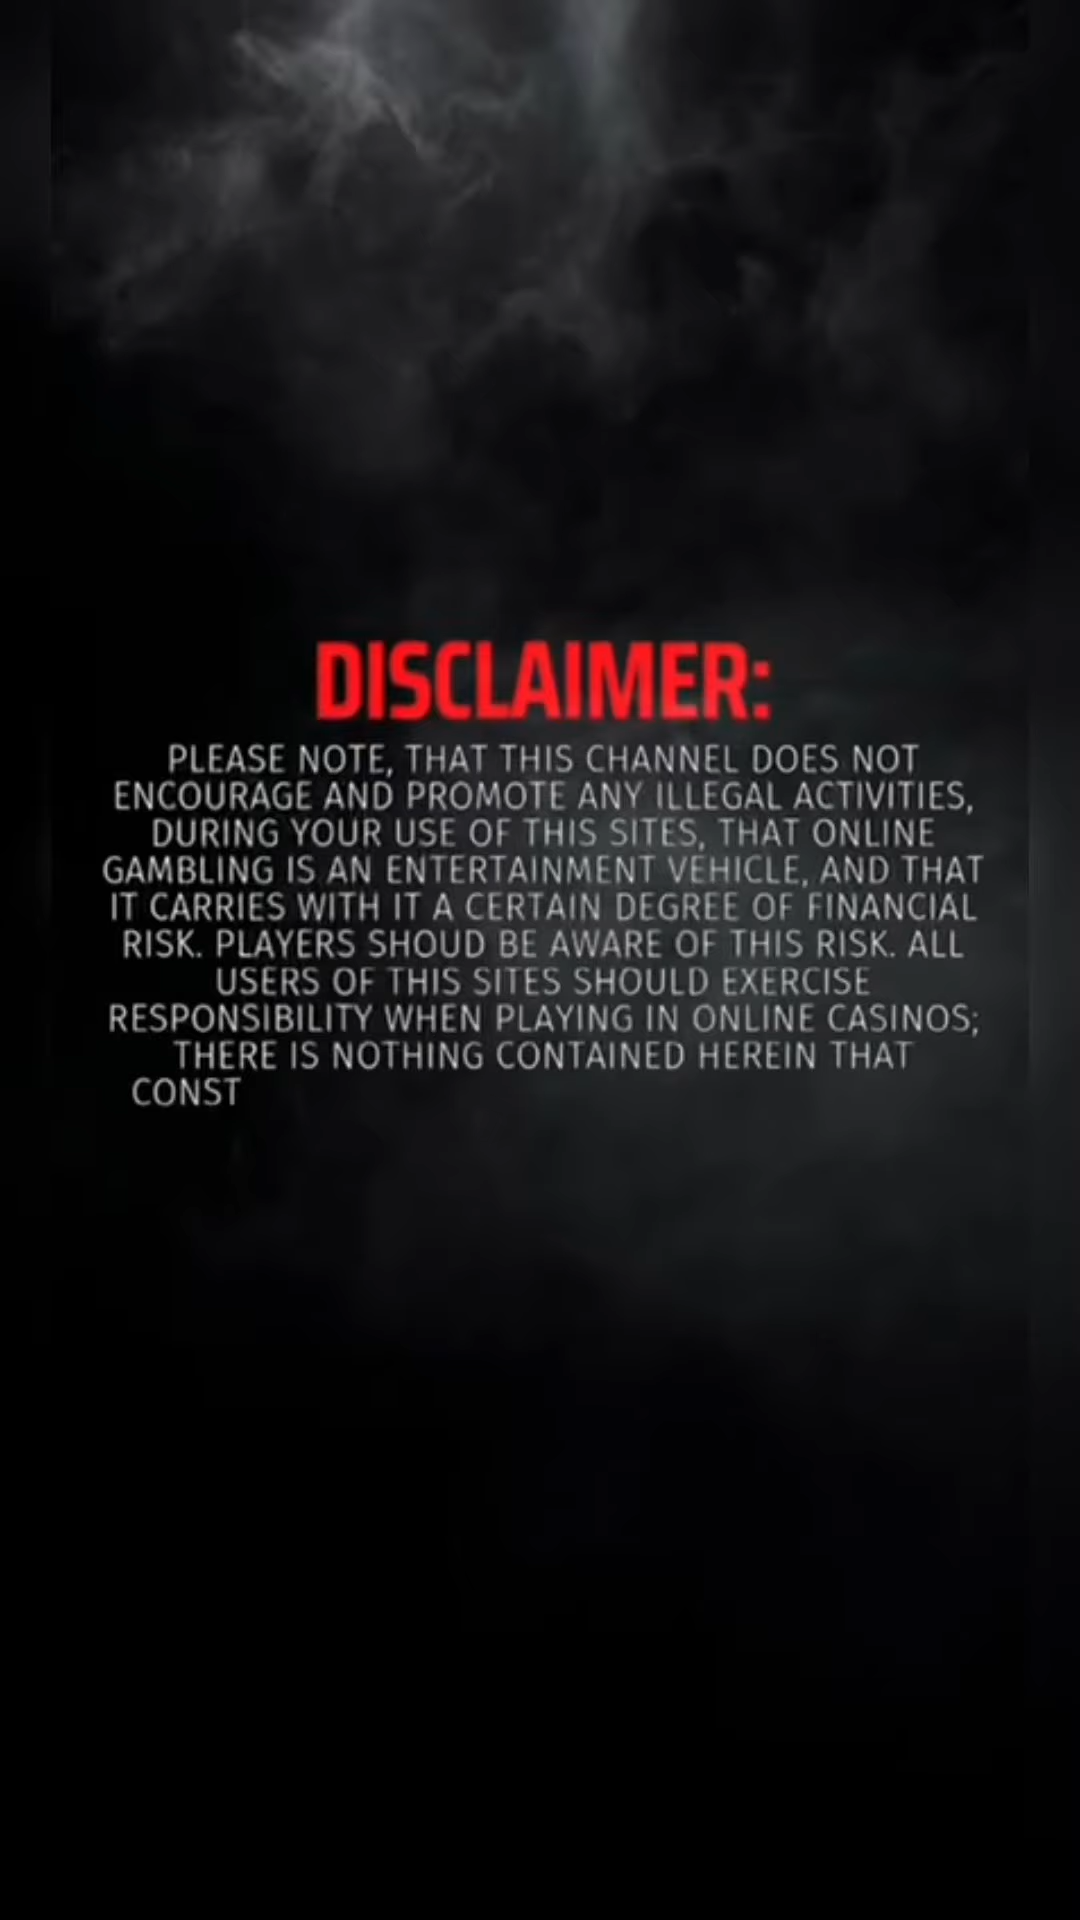 DISCLAIMER:
PLEASE NOTE, THAT THIS CHANNEL DOES NOT
ENCOURAGE AND PROMOTE ANY ILLEGAL ACTIVITIES,
DURING YOUR USE OF THIS SITES, THAT ONLINE
GAMBLING IS AN ENTERTAINMENT VEHICLE, AND THAT
IT CARRIES WITH IT A CERTAIN DEGREE OF FINANCIAL
RISK. PLAYERS SHOUD BE AWARE OF THIS RISK. ALL
USERS OF THIS SITES SHOULD EXERCISE
RESPONSIBILITY WHEN PLAYING IN ONLINE CASINOS;
THERE IS NOTHING CONTAINED HEREIN THAT
CONST